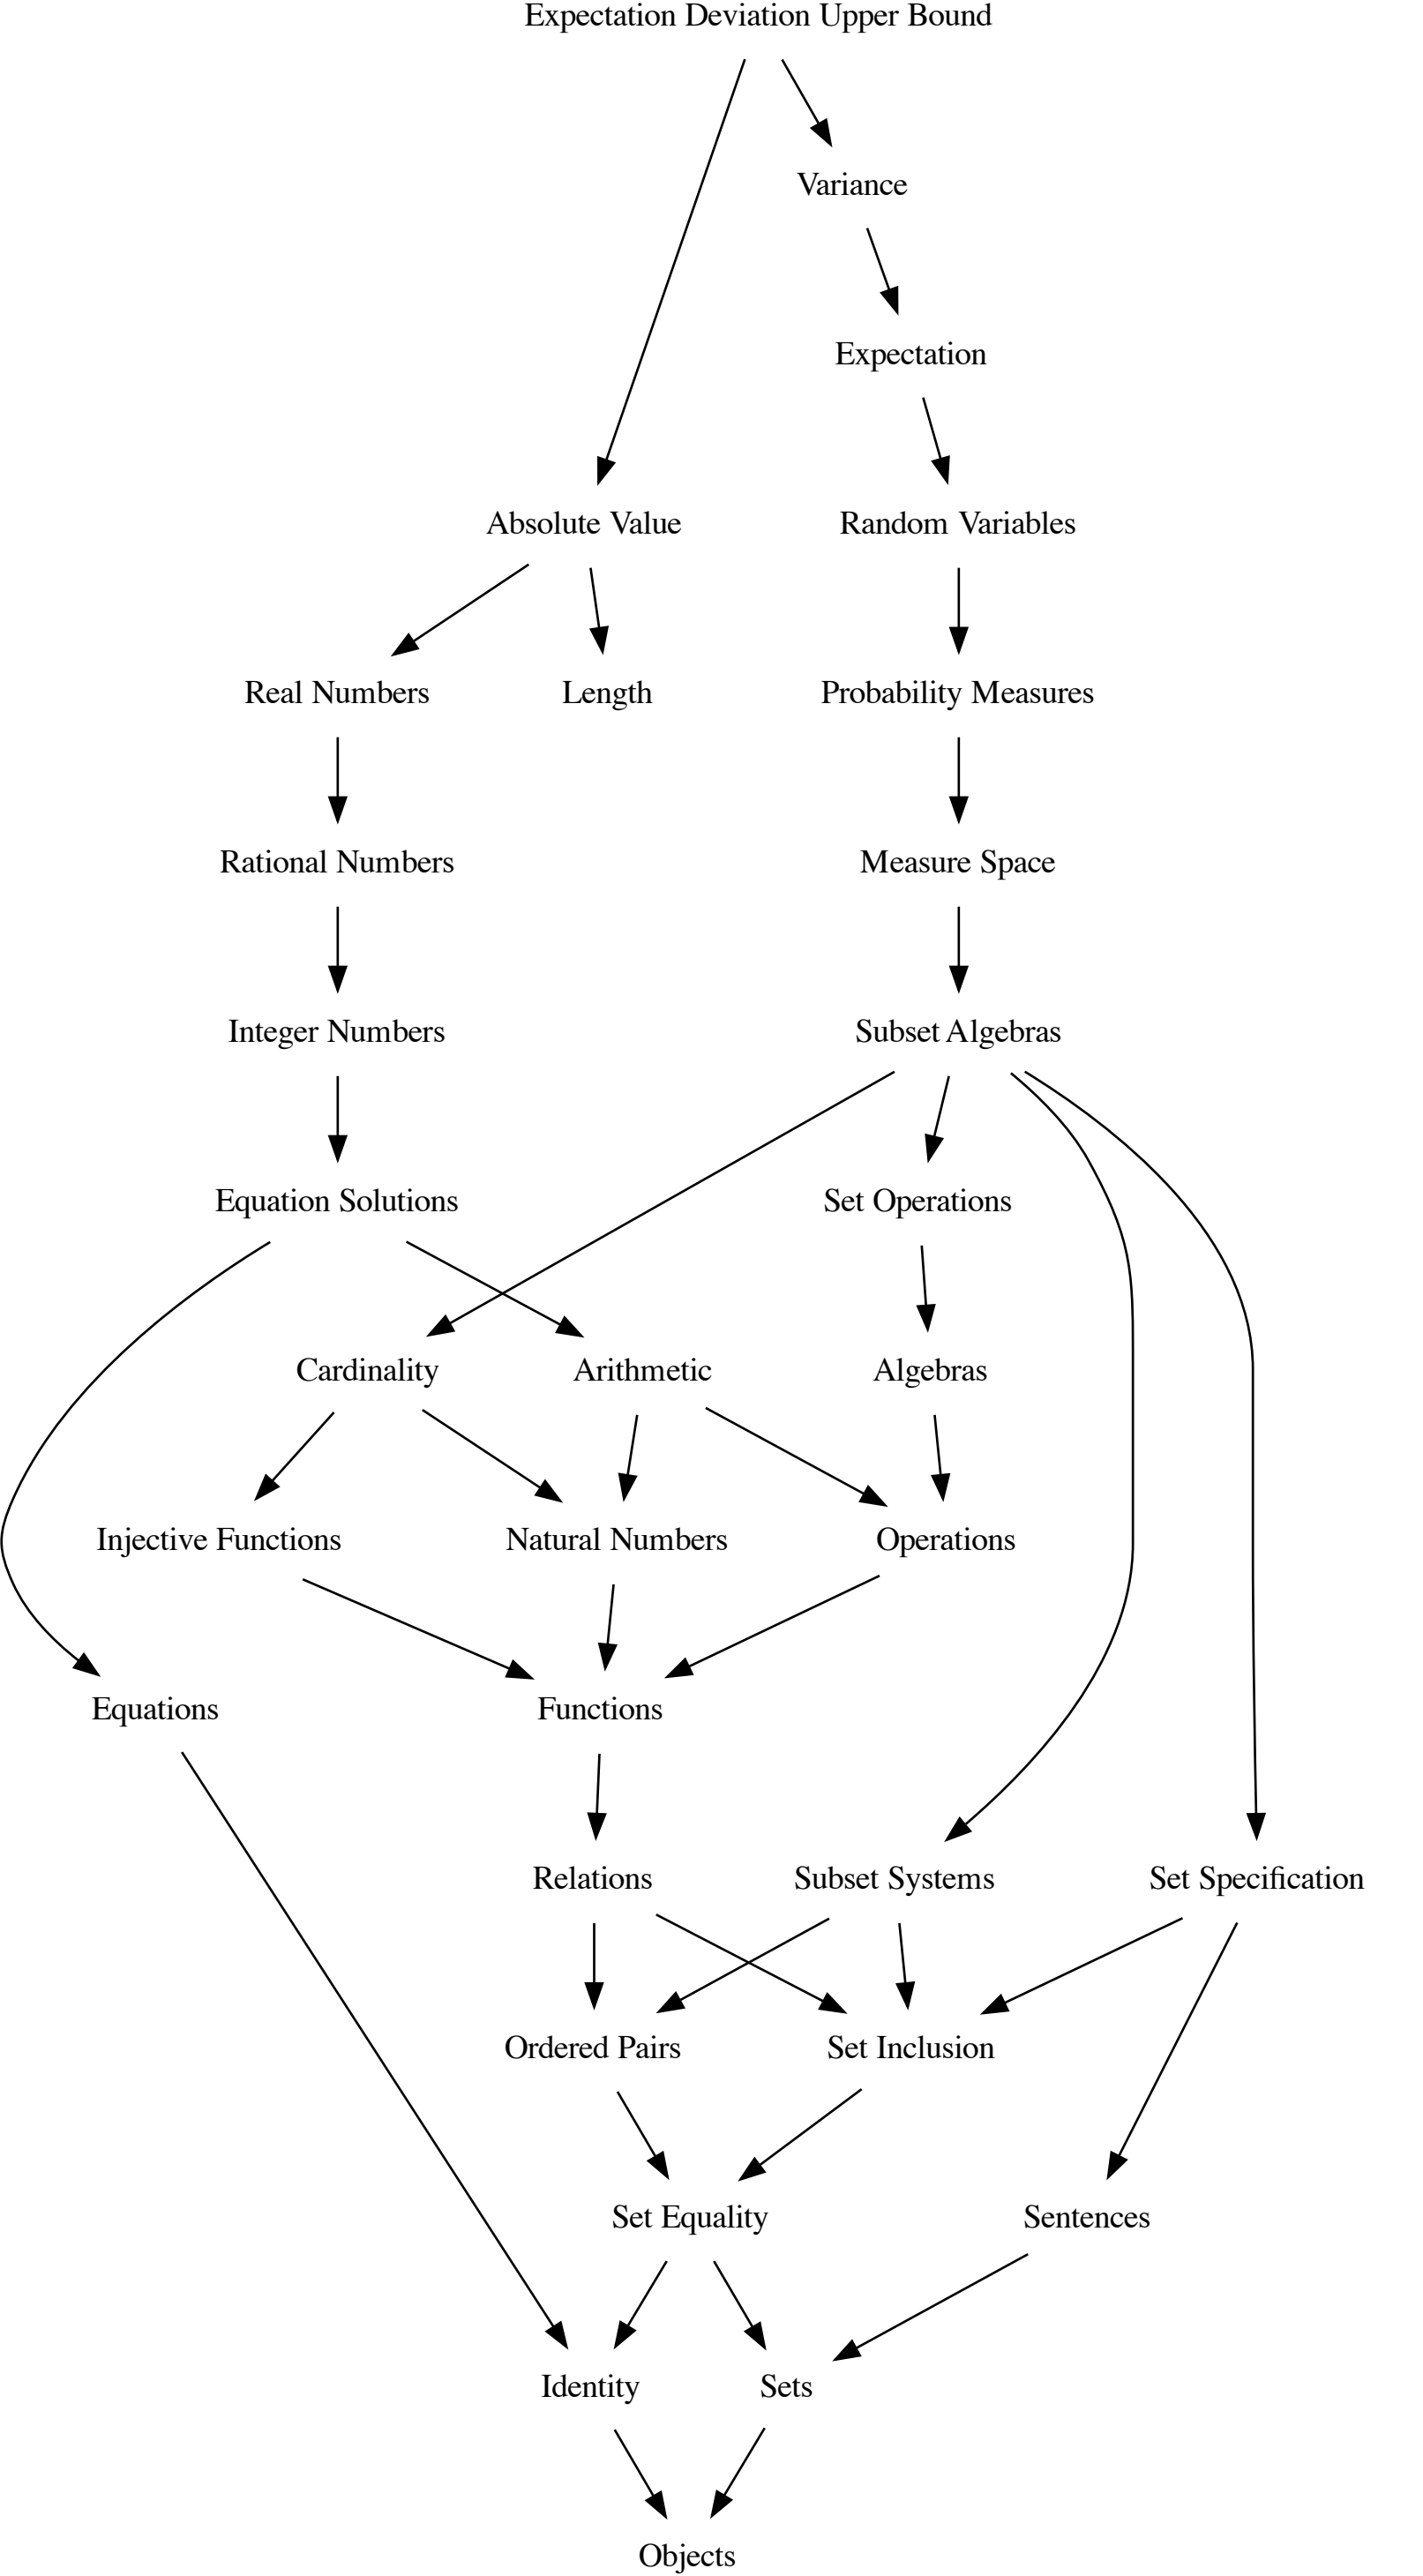 Expectation Deviation Upper Bound
Variance
Expectation
Absolute Value
Random Variables
Real Numbers
Length
Probability Measures
Rational Numbers
Measure Space
Integer Numbers
Subset Algebras
Equation Solutions
Set Operations
Cardinality
Arithmetic
Algebras
Injective Functions
Natural Numbers
Operations
Equations
Functions
Relations
Subset Systems
Set Specification
Ordered Pairs
Set Inclusion
Set Equality
Sentences
Identity
Sets
Objects